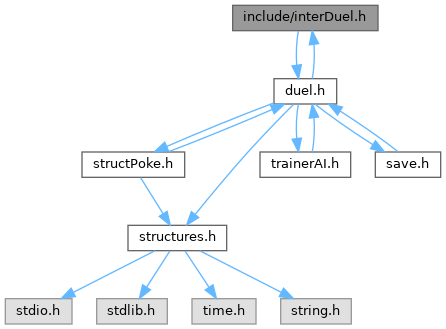 include/interDuel.h
duel.h
structPoke.h
trainerAI.h
save.h
structures.h
stdio.h
stdlib.h
time.h
string.h